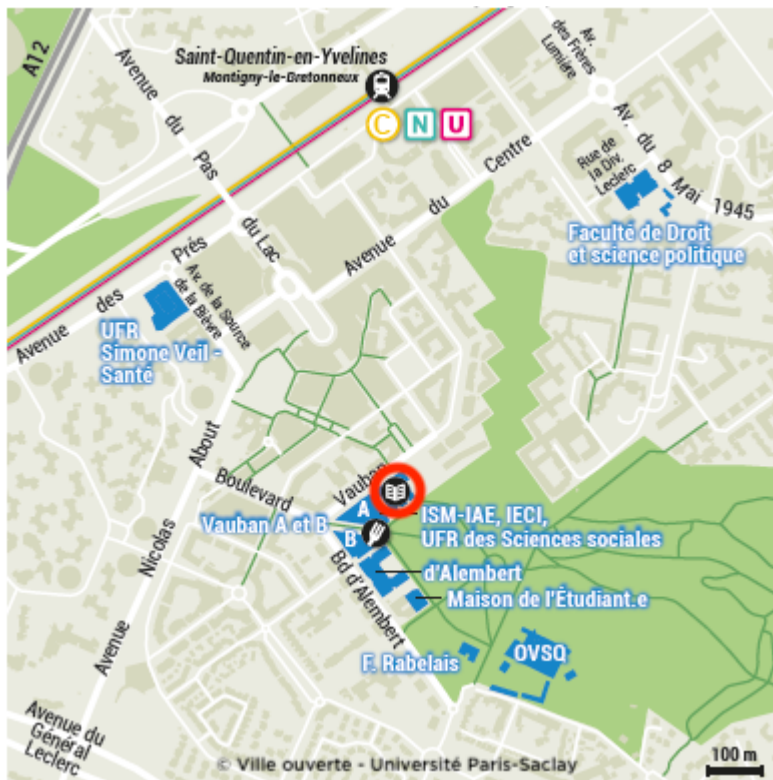 A12
Saint-Quentin-en-Yvelines
Montigny-le-Bretonneux
C N U
Av.
des Frères
Lumière
Avenue du Pas du Lac
Avenue du Centre
Rue de
la Div.
Leclerc
Av. du 8 Mai 1945
Faculté de Droit
et science politique
Avenue des Prés
Av. de la Source
de la Bièvre
UFR
Simone Veil -
Santé
Avenue Nicolas About
Boulevard Vauban
A
Vauban A et B
B
ISM-IAE, IECI,
UFR des Sciences sociales
d'Alembert
Bd d'Alembert
Maison de l'Étudiant.e
F. Rabelais
OVSQ
Avenue du
Général
Leclerc
© Ville ouverte - Université Paris-Saclay
100 m